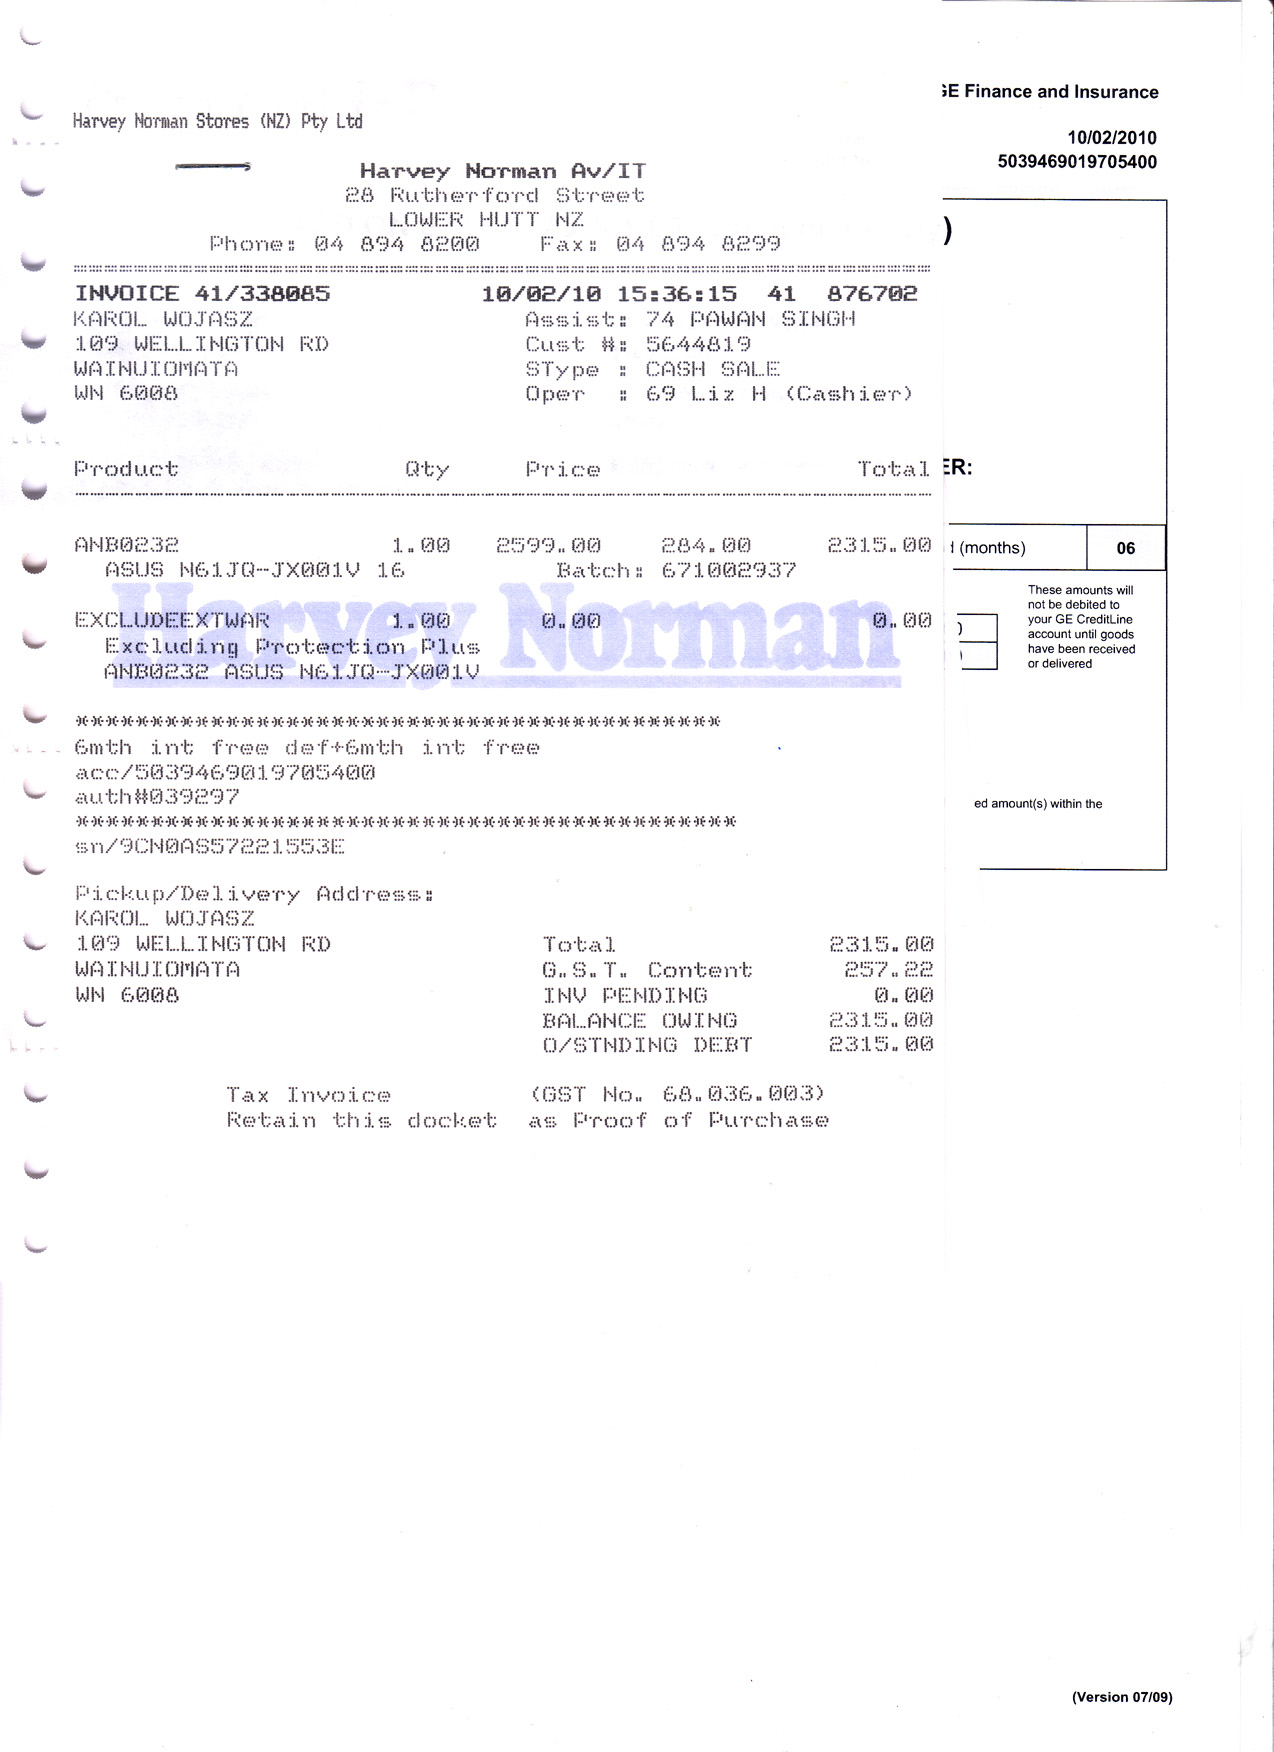 Harvey Norman Stores (NZ) Pty Ltd
Harvey Norman Av/IT
28 Rutherford Street
LOWER HUTT NZ
Phone: 04 894 8200 Fax: 04 894 8299
INVOICE 41/338085 10/02/10 15:36:15 41 876702
KAROL WOJASZ Assist: 74 PAWAN SINGH
109 WELLINGTON RD Cust #: 5644819
WAINUIOMATA SType : CASH SALE
WN 6008 Oper : 69 Liz H (Cashier)
Product Qty Price Total
ANB0232 1.00 2599.00 284.00 2315.00
ASUS N61JQ-JX001V 16 Batch: 671002937
Harvey Norman
EXCLUDEEXTWAR 1.00 0.00 0.00
Excluding Protection Plus
ANB0232 ASUS N61JQ-JX001V
*******************************************
6mth int free def+6mth int free
acc/5039469019705400
auth#039297
********************************************
sn/9CN0AS57221553E
Pickup/Delivery Address:
KAROL WOJASZ
109 WELLINGTON RD Total 2315.00
WAINUIOMATA G.S.T. Content 257.22
WN 6008 INV PENDING 0.00
BALANCE OWING 2315.00
O/STNDING DEBT 2315.00
Tax Invoice (GST No. 68.036.003)
Retain this docket as Proof of Purchase
GE Finance and Insurance
10/02/2010
5039469019705400
)
ER:
(months) 06
These amounts will
not be debited to
your GE CreditLine
account until goods
have been received
or delivered
)
)
ed amount(s) within the
(Version 07/09)